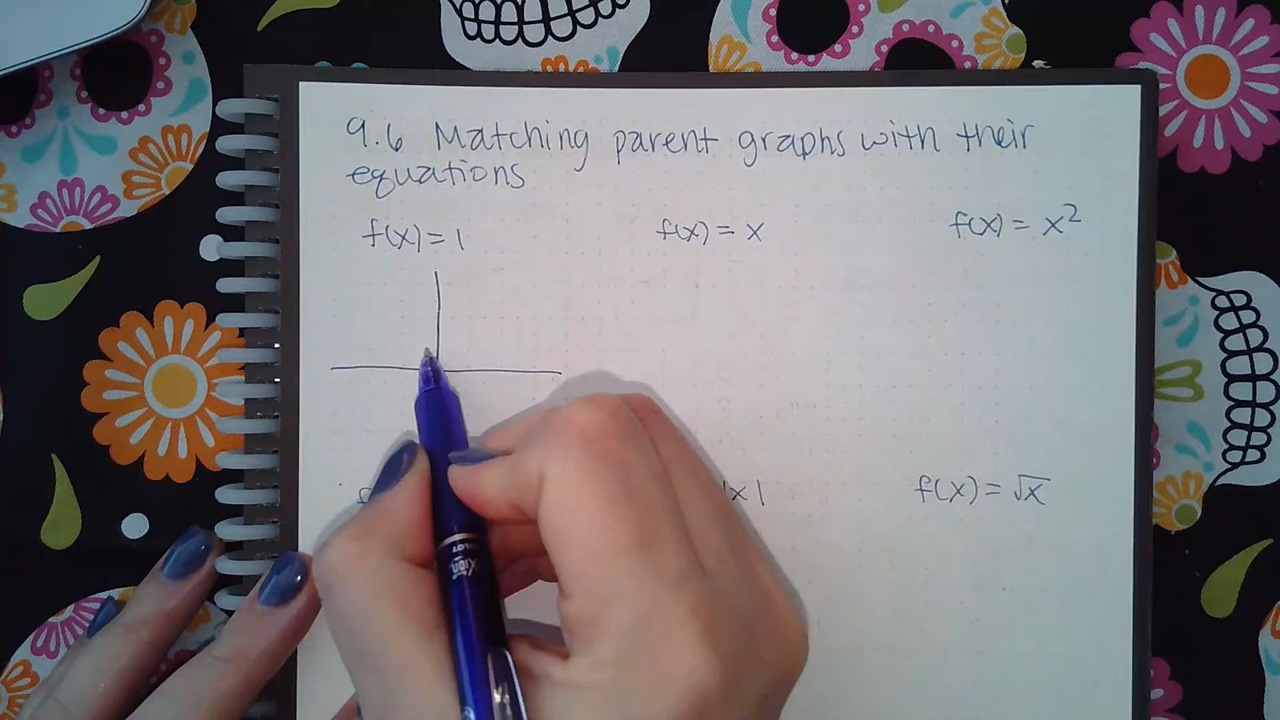 9.6 Matching parent graphs with their
equations
f(x) = 1
f(x) = x
f(x) = x²
|x|
f(x) = √x